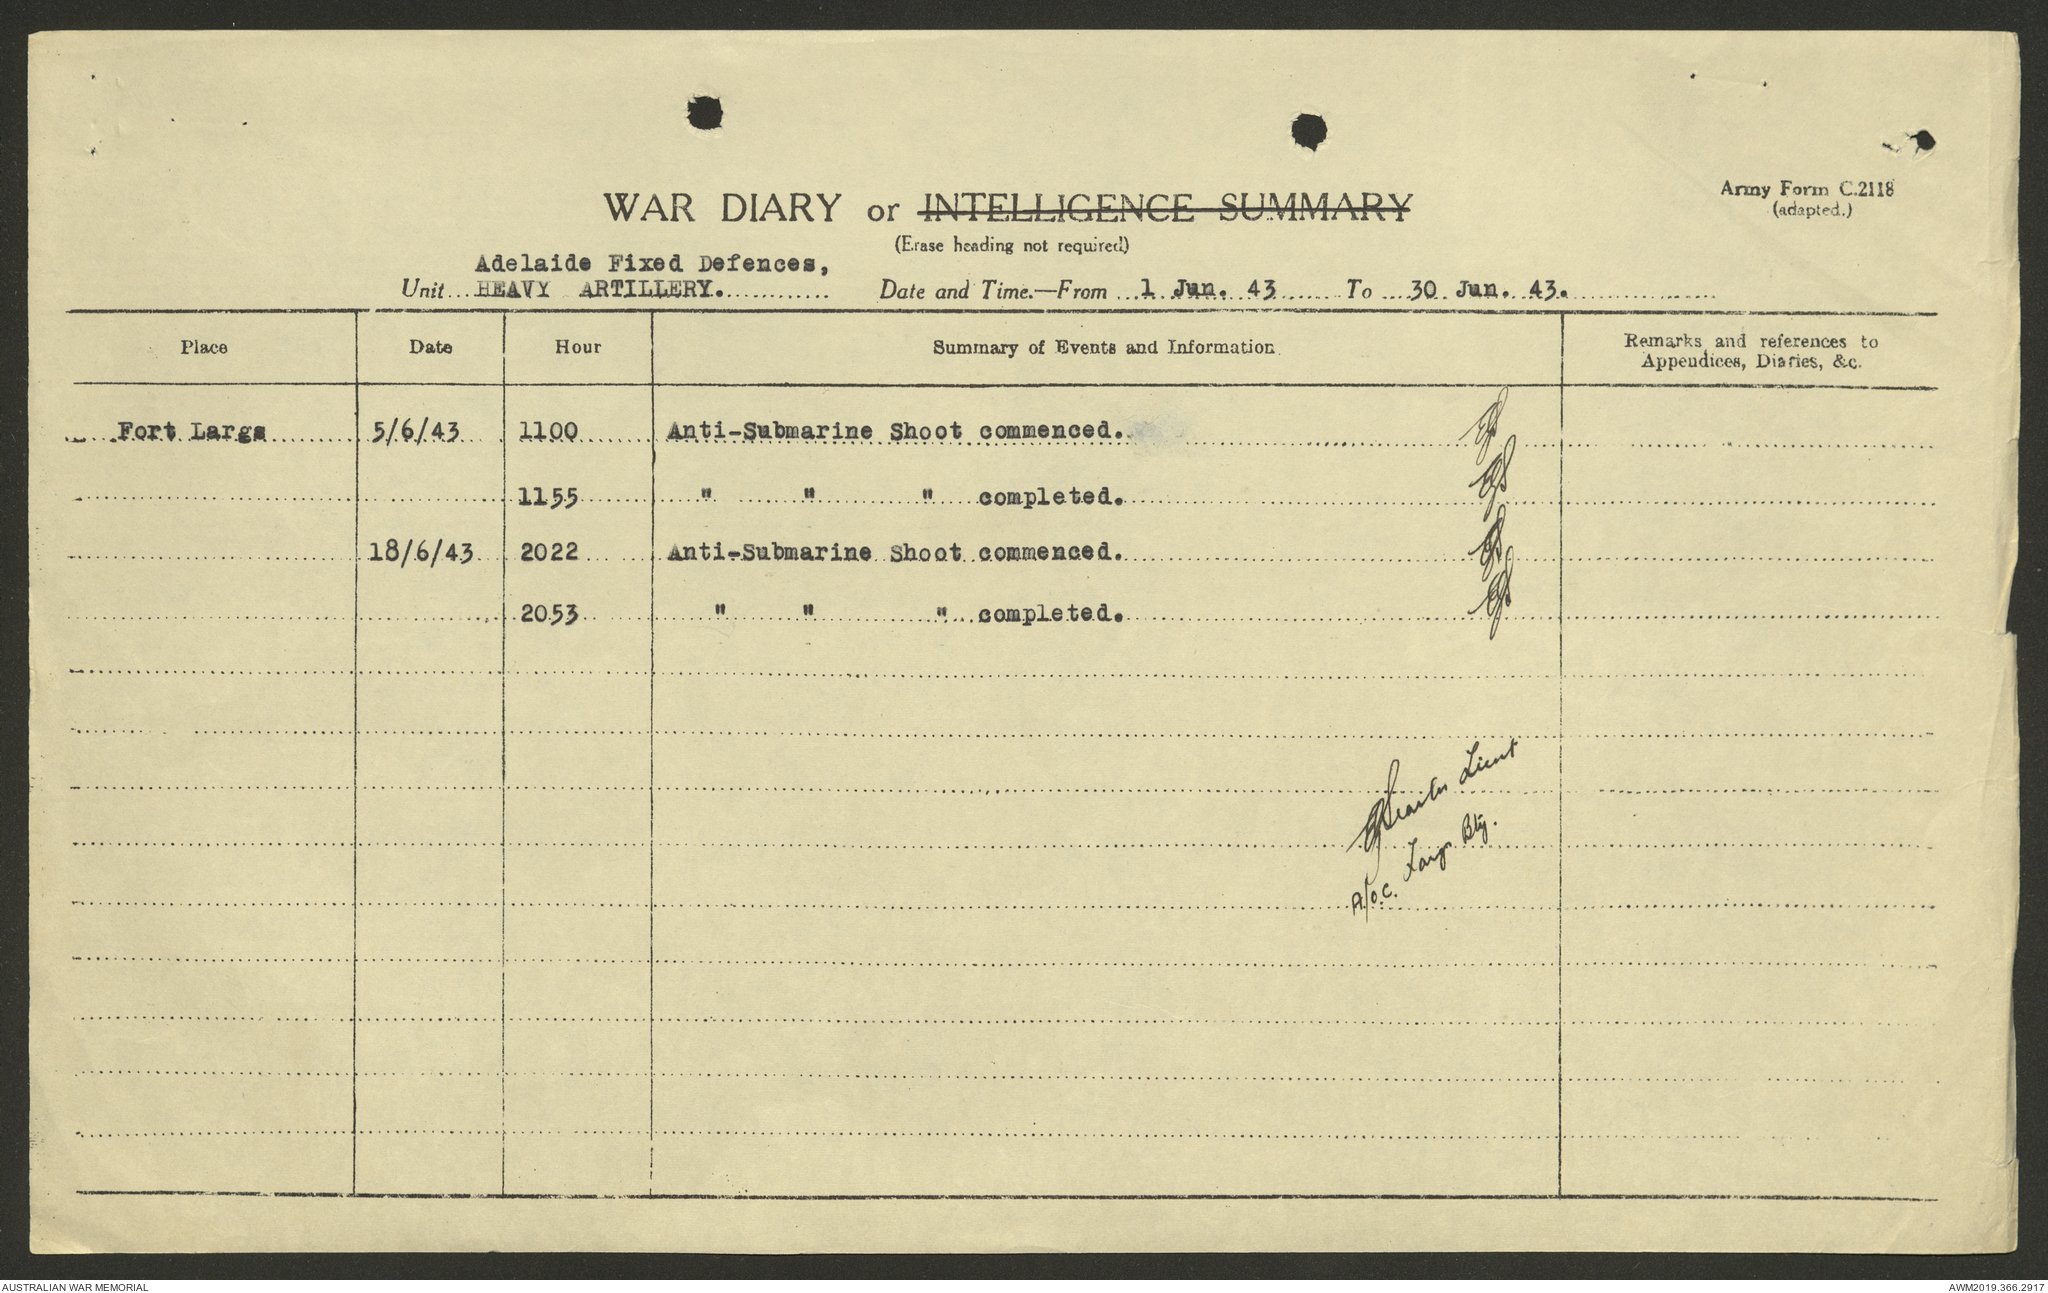 Army Form C.2118
(adapted.)
WAR DIARY or INTELLIGENCE SUMMARY
(Erase heading not required)
Adelaide Fixed Defences,
Unit HEAVY ARTILLERY. Date and Time.—From 1 Jun. 43 To 30 Jun. 43.
Place Date Hour Summary of Events and Information Remarks and references to Appendices, Diaries, &c.
Fort Largs 5/6/43 1100 Anti-Submarine Shoot commenced.
1155 " " " completed.
18/6/43 2022 Anti-Submarine Shoot commenced.
2053 " " " completed.
Lieut
A/O.C. Largs Bty.
AUSTRALIAN WAR MEMORIAL
AWM2019.366.2917